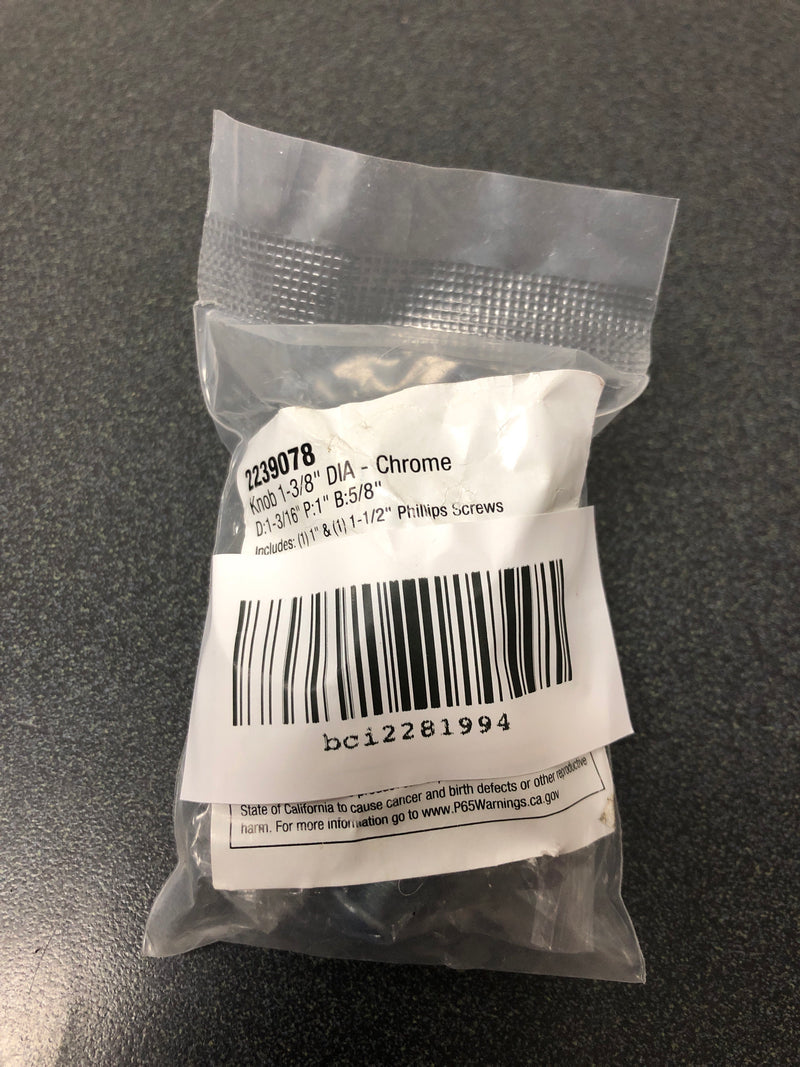 2239078
Knob 1-3/8" DIA - Chrome
D:1-3/16" P:1" B:5/8"
Includes: (1) 1" & (1) 1-1/2" Phillips Screws
bci2281994
State of California to cause cancer and birth defects or other reproductive
harm. For more information go to www.P65Warnings.ca.gov